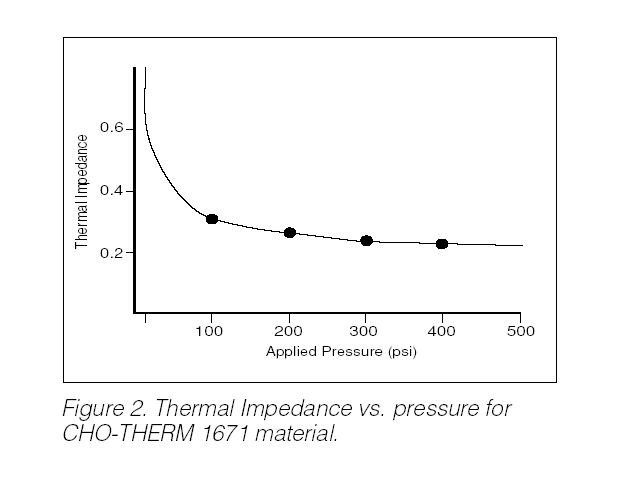 Thermal Impedance
0.6
0.4
0.2
100 200 300 400 500
Applied Pressure (psi)
Figure 2. Thermal Impedance vs. pressure for
CHO-THERM 1671 material.